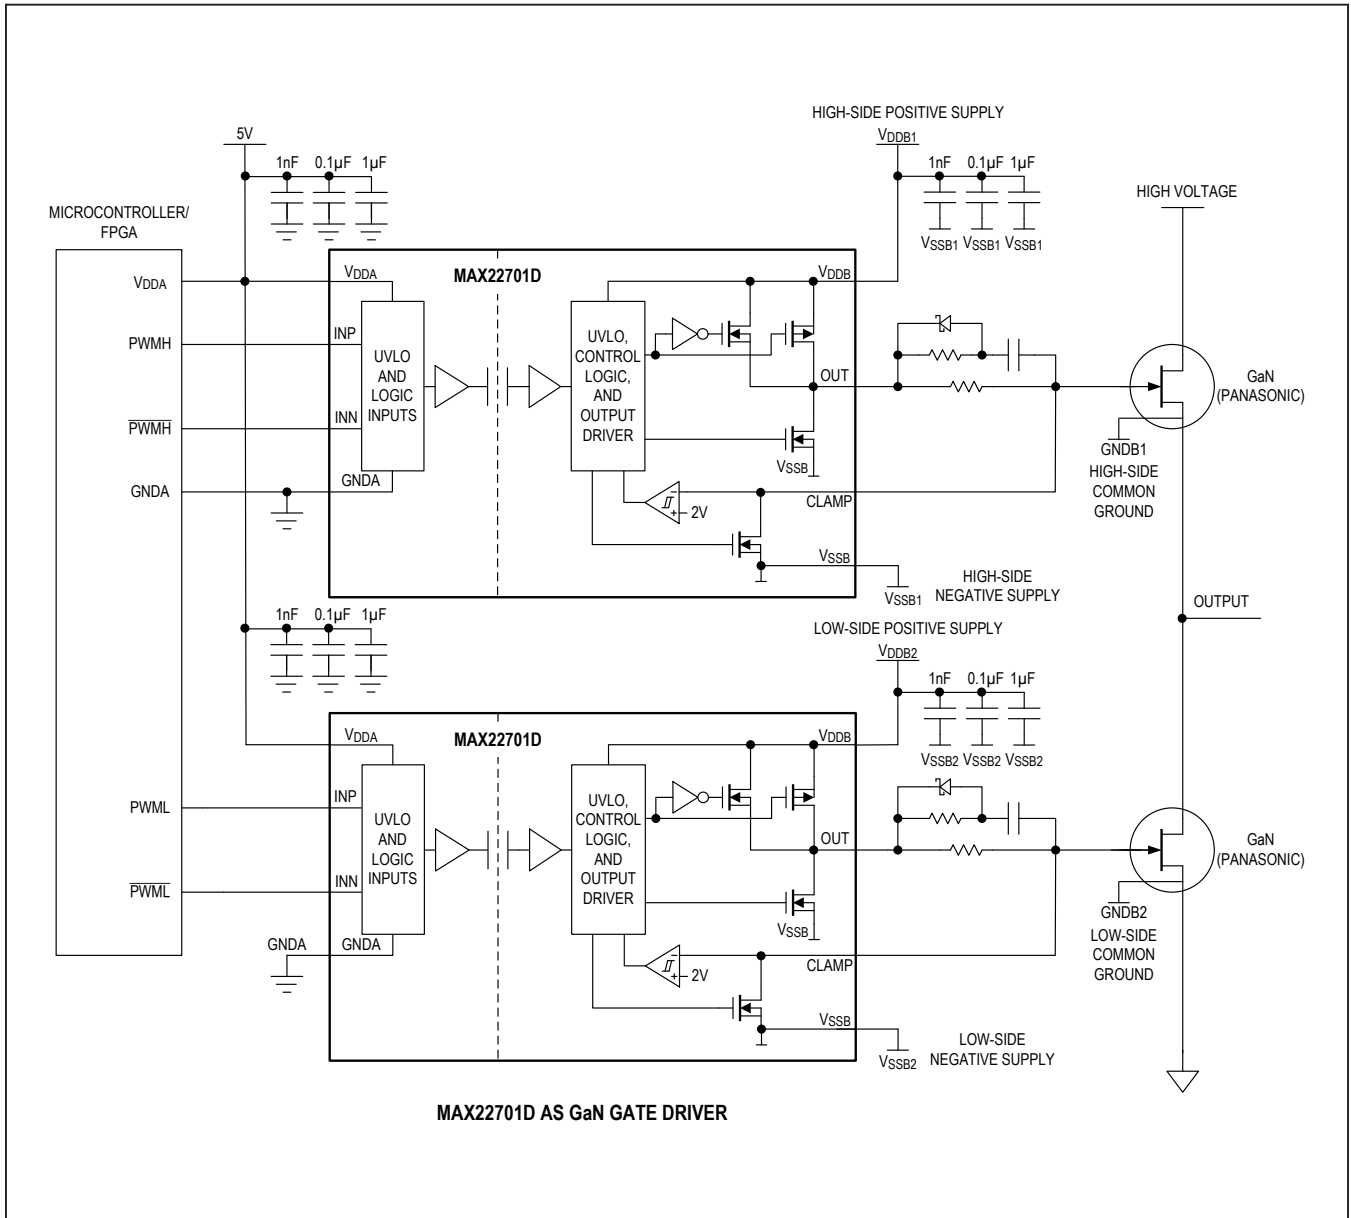 HIGH-SIDE POSITIVE SUPPLY
VDDB1
5V
1nF 0.1µF 1µF
1nF 0.1µF 1µF
VSSB1 VSSB1 VSSB1
HIGH VOLTAGE
MICROCONTROLLER/
FPGA
VDDA
PWMH
PWMH
GNDA
VDDA
MAX22701D
VDDB
INP
INN
GNDA
UVLO
AND
LOGIC
INPUTS
UVLO,
CONTROL
LOGIC,
AND
OUTPUT
DRIVER
OUT
VSSB
CLAMP
2V
VSSB
VSSB1
HIGH-SIDE
NEGATIVE SUPPLY
GaN
(PANASONIC)
GNDB1
HIGH-SIDE
COMMON
GROUND
OUTPUT
1nF 0.1µF 1µF
LOW-SIDE POSITIVE SUPPLY
VDDB2
1nF 0.1µF 1µF
VSSB2 VSSB2 VSSB2
PWML
PWML
GNDA
VDDA
MAX22701D
VDDB
INP
INN
GNDA
UVLO
AND
LOGIC
INPUTS
UVLO,
CONTROL
LOGIC,
AND
OUTPUT
DRIVER
OUT
VSSB
CLAMP
2V
VSSB
VSSB2
LOW-SIDE
NEGATIVE SUPPLY
GaN
(PANASONIC)
GNDB2
LOW-SIDE
COMMON
GROUND
MAX22701D AS GaN GATE DRIVER